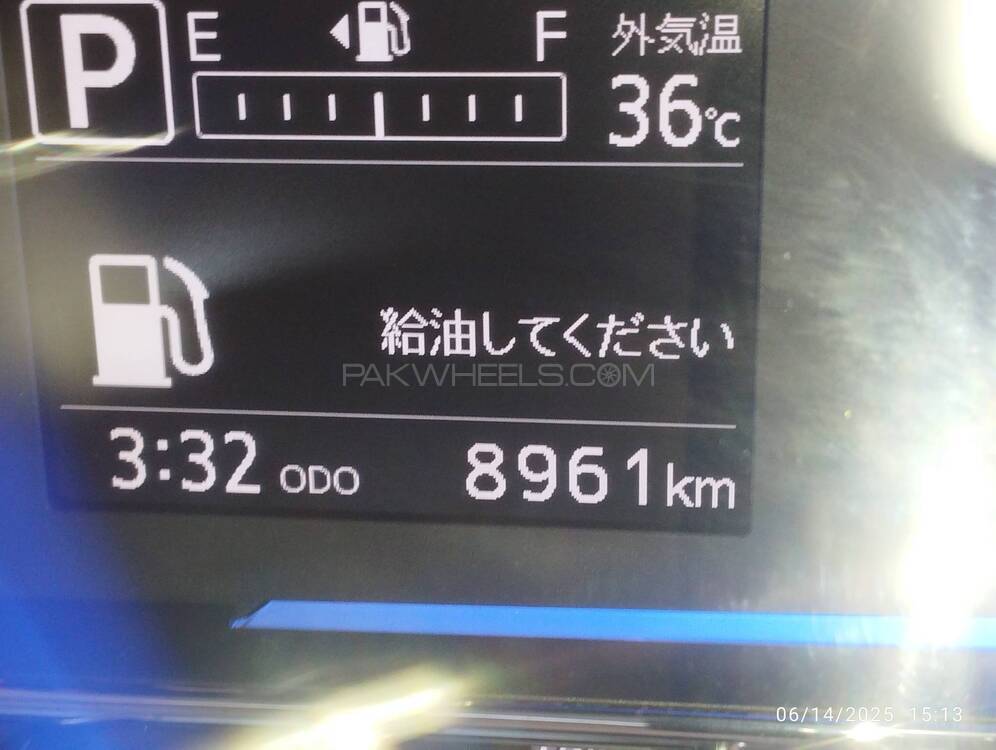 P E F 外気温
36℃
給油してください
PAKWHEELS.COM
3:32 ODO 8961km
06/14/2025 15:13